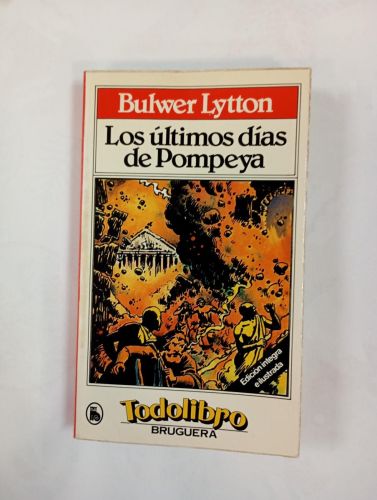 Bulwer Lytton
Los últimos días
de Pompeya
Edición íntegra
e ilustrada
Todolibro
BRUGUERA